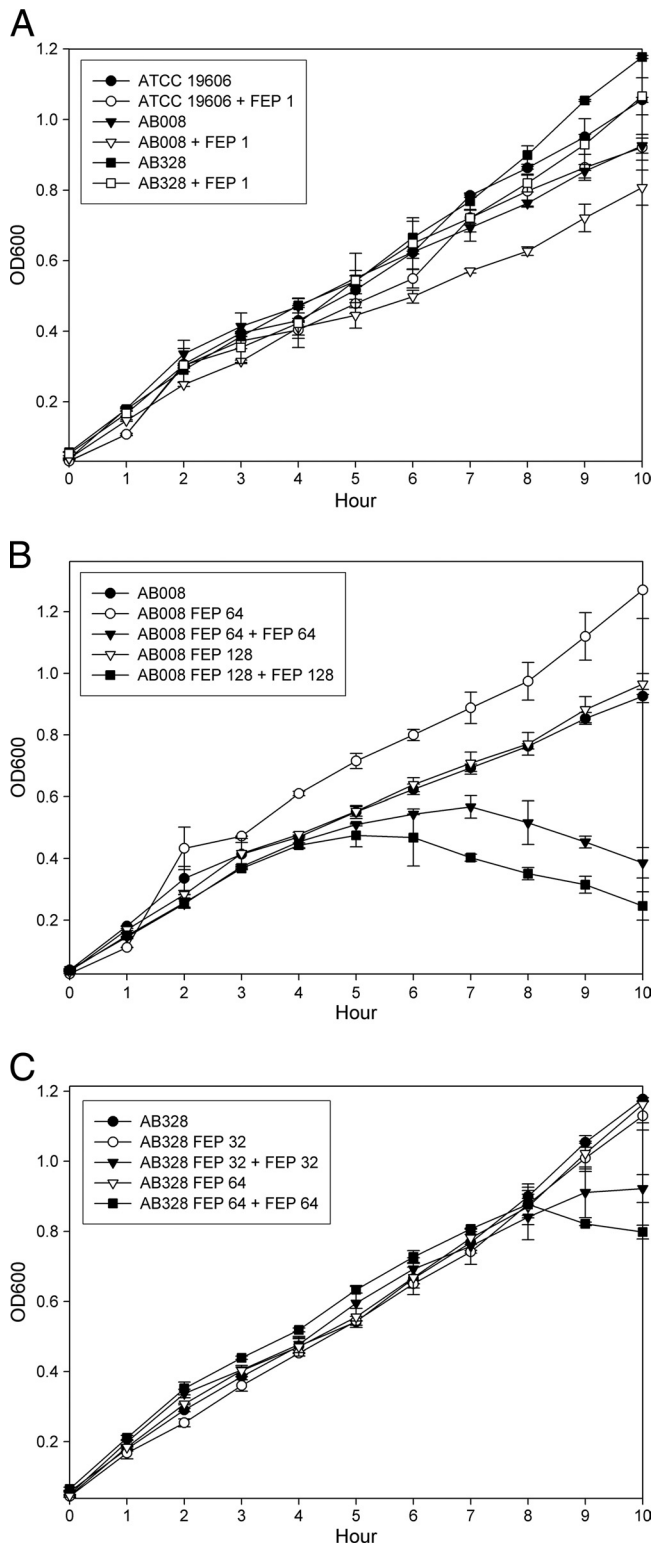 A
1.2
1.0
0.8
0.6
0.4
0.2
OD600
ATCC 19606
ATCC 19606 + FEP 1
AB008
AB008 + FEP 1
AB328
AB328 + FEP 1
0 1 2 3 4 5 6 7 8 9 10
Hour
B
1.2
1.0
0.8
0.6
0.4
0.2
OD600
AB008
AB008 FEP 64
AB008 FEP 64 + FEP 64
AB008 FEP 128
AB008 FEP 128 + FEP 128
0 1 2 3 4 5 6 7 8 9 10
Hour
C
1.2
1.0
0.8
0.6
0.4
0.2
OD600
AB328
AB328 FEP 32
AB328 FEP 32 + FEP 32
AB328 FEP 64
AB328 FEP 64 + FEP 64
0 1 2 3 4 5 6 7 8 9 10
Hour